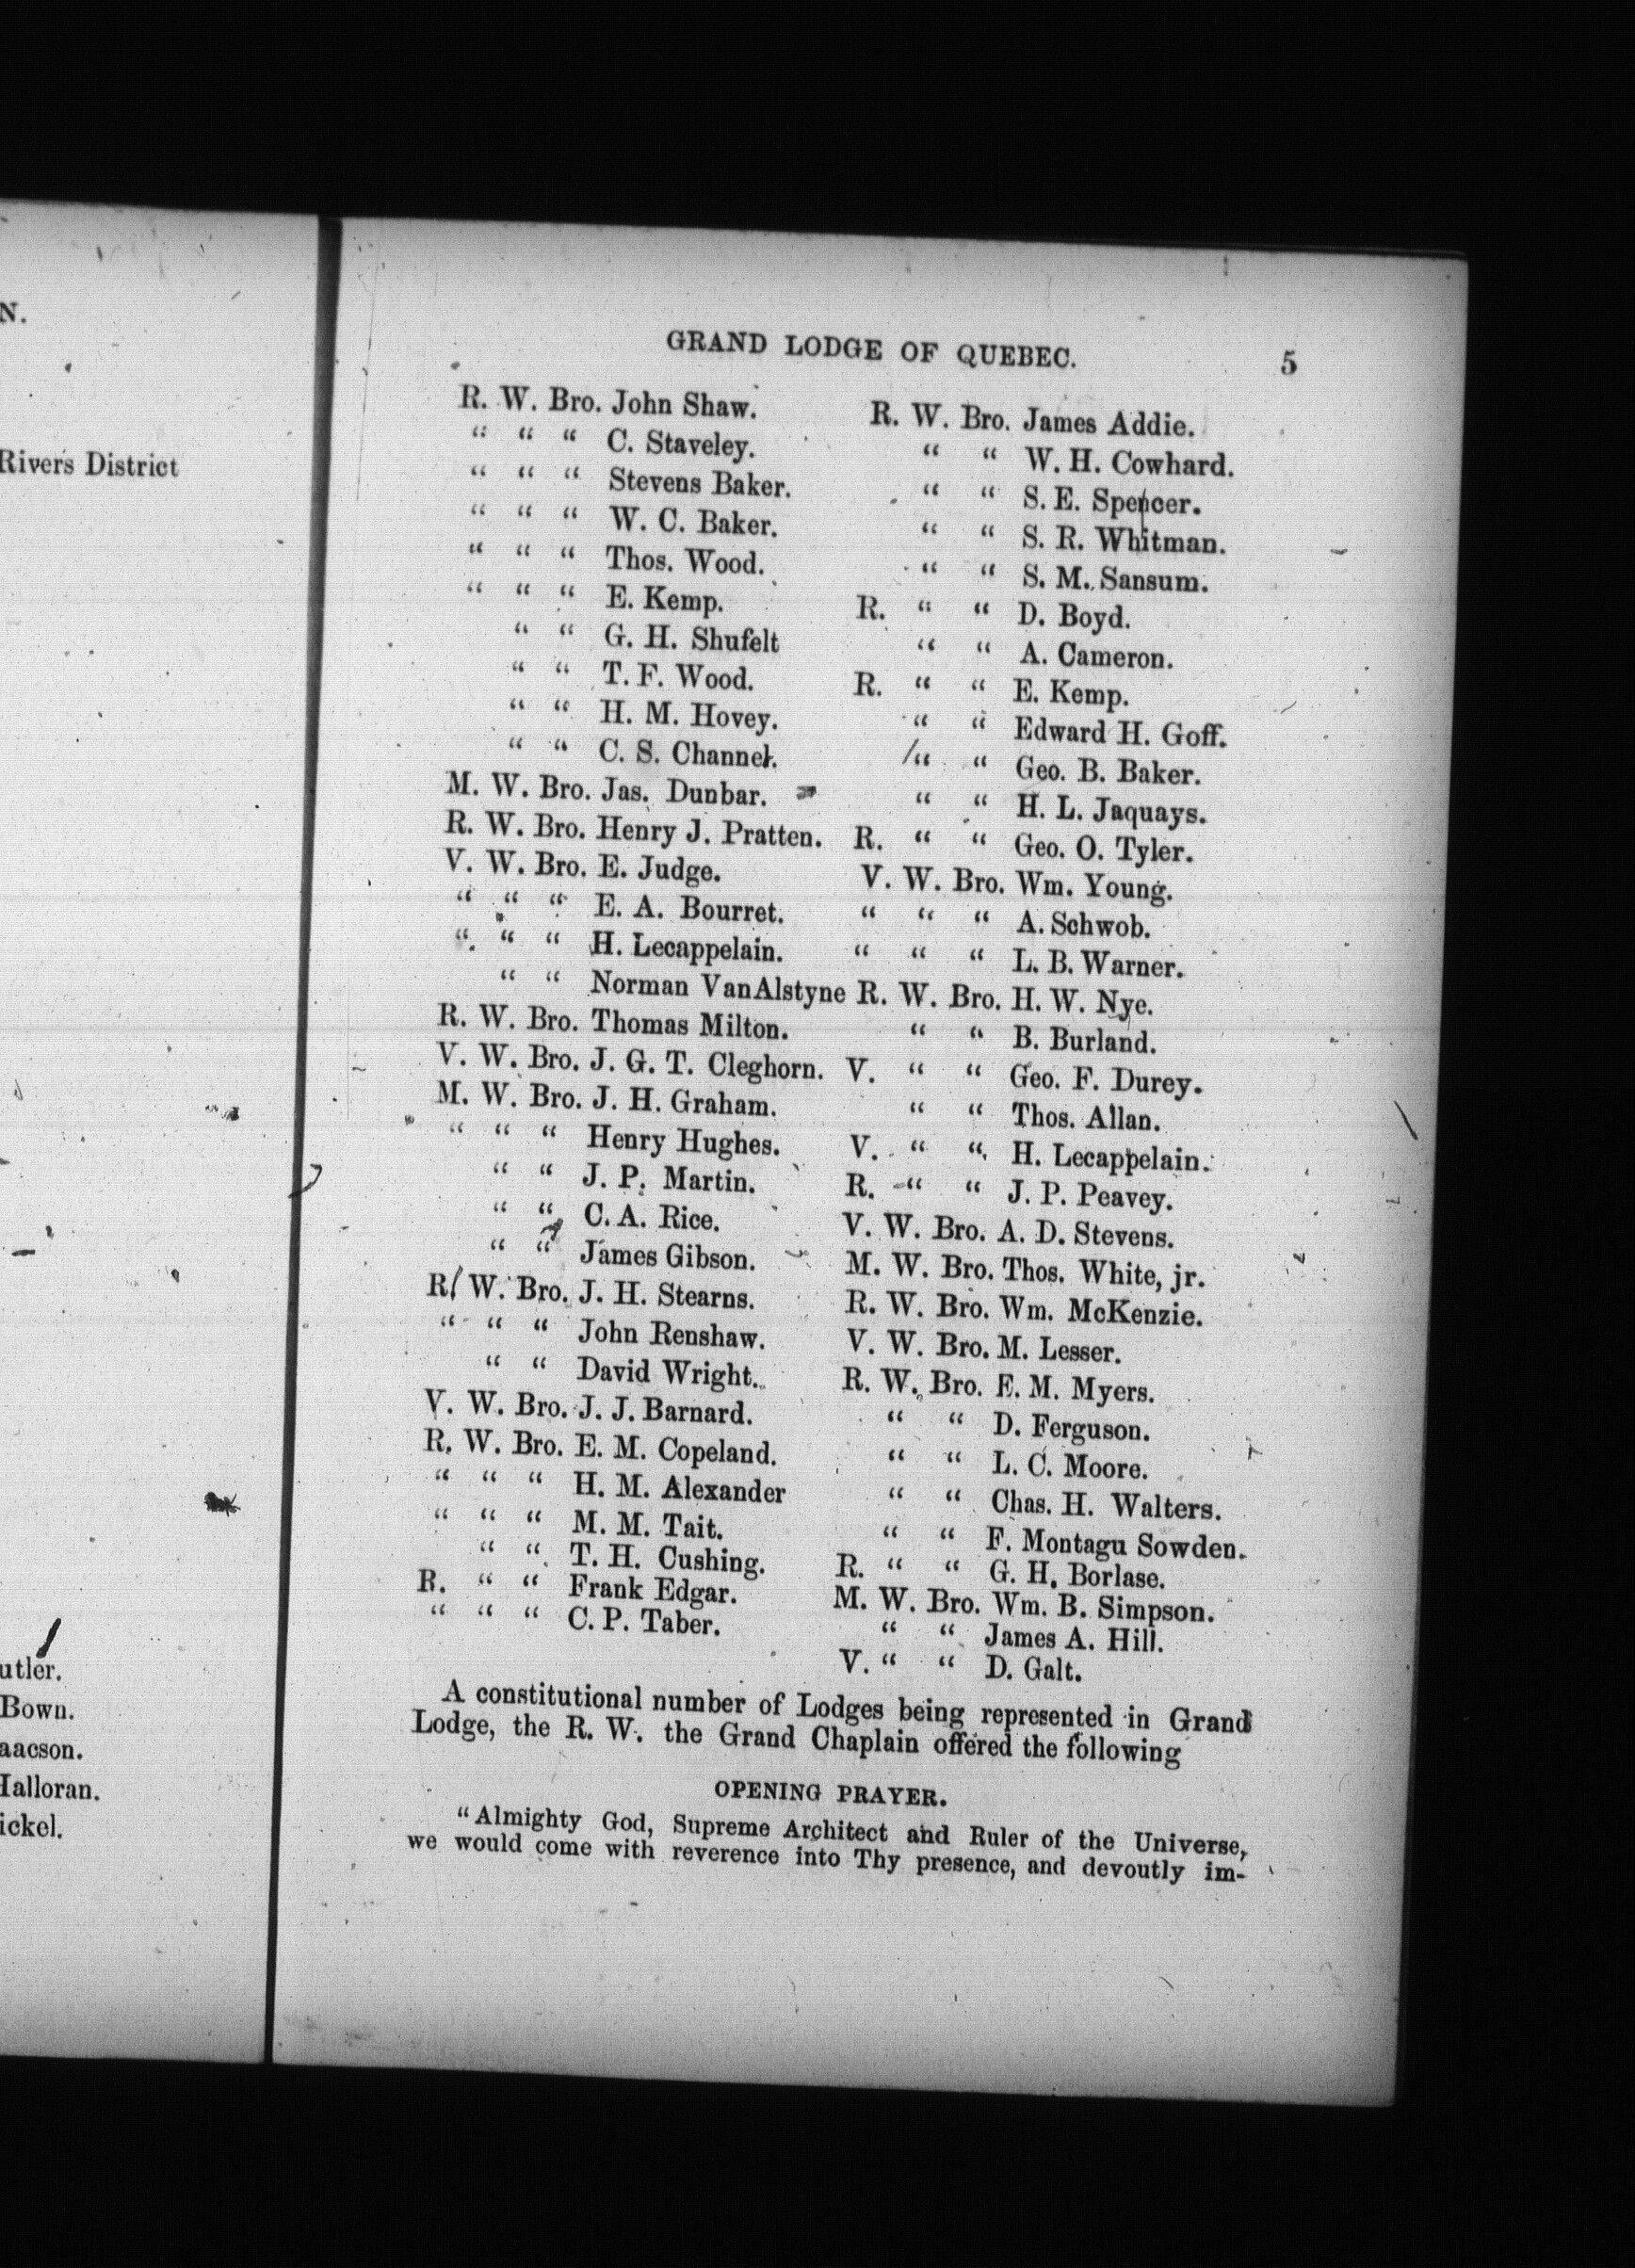 N.
Rivers District
utler.
Bown.
aacson.
Halloran.
ickel.
GRAND LODGE OF QUEBEC. 5
R. W. Bro. John Shaw.
“ “ “ C. Staveley.
“ “ “ Stevens Baker.
“ “ “ W. C. Baker.
“ “ “ Thos. Wood.
“ “ “ E. Kemp.
“ “ G. H. Shufelt
“ “ T. F. Wood.
“ “ H. M. Hovey.
“ “ C. S. Channel.
M. W. Bro. Jas. Dunbar.
R. W. Bro. Henry J. Pratten.
V. W. Bro. E. Judge.
“ “ “ E. A. Bourret.
“ “ “ H. Lecappelain.
“ “ Norman VanAlstyne
R. W. Bro. Thomas Milton.
V. W. Bro. J. G. T. Cleghorn.
M. W. Bro. J. H. Graham.
“ “ “ Henry Hughes.
“ “ J. P. Martin.
“ “ C. A. Rice.
“ “ James Gibson.
R. W. Bro. J. H. Stearns.
“ “ “ John Renshaw.
“ “ David Wright.
V. W. Bro. J. J. Barnard.
R. W. Bro. E. M. Copeland.
“ “ “ H. M. Alexander
“ “ “ M. M. Tait.
“ “ T. H. Cushing.
R. “ “ Frank Edgar.
“ “ “ C. P. Taber.
R. W. Bro. James Addie.
“ “ W. H. Cowhard.
“ “ S. E. Spencer.
“ “ S. R. Whitman.
“ “ S. M. Sansum.
R. “ “ D. Boyd.
“ “ A. Cameron.
R. “ “ E. Kemp.
“ “ Edward H. Goff.
“ “ Geo. B. Baker.
“ “ H. L. Jaquays.
R. “ “ Geo. O. Tyler.
V. W. Bro. Wm. Young.
“ “ “ A. Schwob.
“ “ “ L. B. Warner.
R. W. Bro. H. W. Nye.
“ “ B. Burland.
V. “ “ Geo. F. Durey.
“ “ Thos. Allan.
V. “ “ H. Lecappelain.
R. “ “ J. P. Peavey.
V. W. Bro. A. D. Stevens.
M. W. Bro. Thos. White, jr.
R. W. Bro. Wm. McKenzie.
V. W. Bro. M. Lesser.
R. W. Bro. E. M. Myers.
“ “ D. Ferguson.
“ “ L. C. Moore.
“ “ Chas. H. Walters.
“ “ F. Montagu Sowden.
R. “ “ G. H. Borlase.
M. W. Bro. Wm. B. Simpson.
“ “ James A. Hill.
V. “ “ D. Galt.
A constitutional number of Lodges being represented in Grand
Lodge, the R. W. the Grand Chaplain offered the following
OPENING PRAYER.
“Almighty God, Supreme Architect and Ruler of the Universe,
we would come with reverence into Thy presence, and devoutly im-